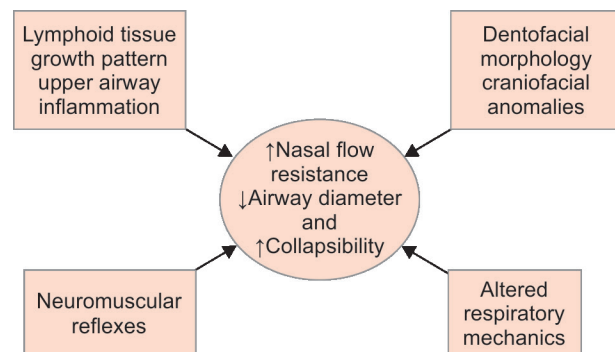 Lymphoid tissue
growth pattern
upper airway
inflammation
Dentofacial
morphology
craniofacial
anomalies
↑Nasal flow
resistance
↓Airway diameter
and
↑Collapsibility
Neuromuscular
reflexes
Altered
respiratory
mechanics